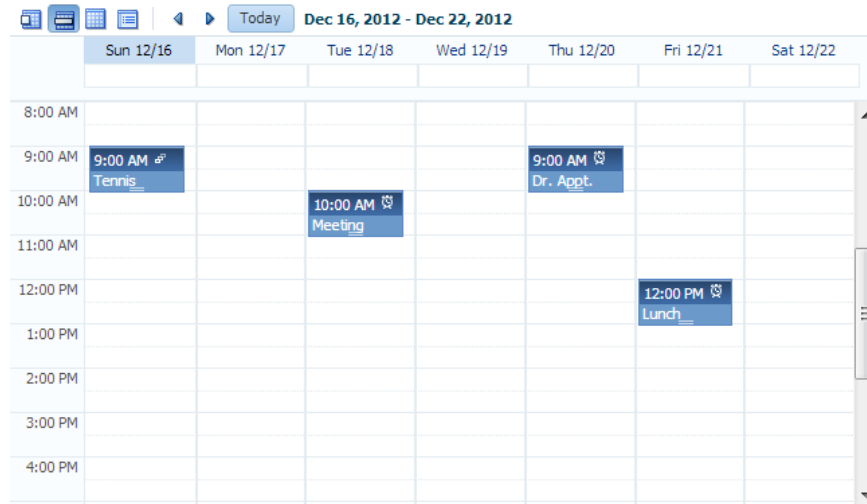 Today Dec 16, 2012 - Dec 22, 2012
Sun 12/16 Mon 12/17 Tue 12/18 Wed 12/19 Thu 12/20 Fri 12/21 Sat 12/22
8:00 AM
9:00 AM 9:00 AM 9:00 AM
Tennis Dr. Appt.
10:00 AM 10:00 AM
Meeting
11:00 AM
12:00 PM 12:00 PM
Lunch
1:00 PM
2:00 PM
3:00 PM
4:00 PM